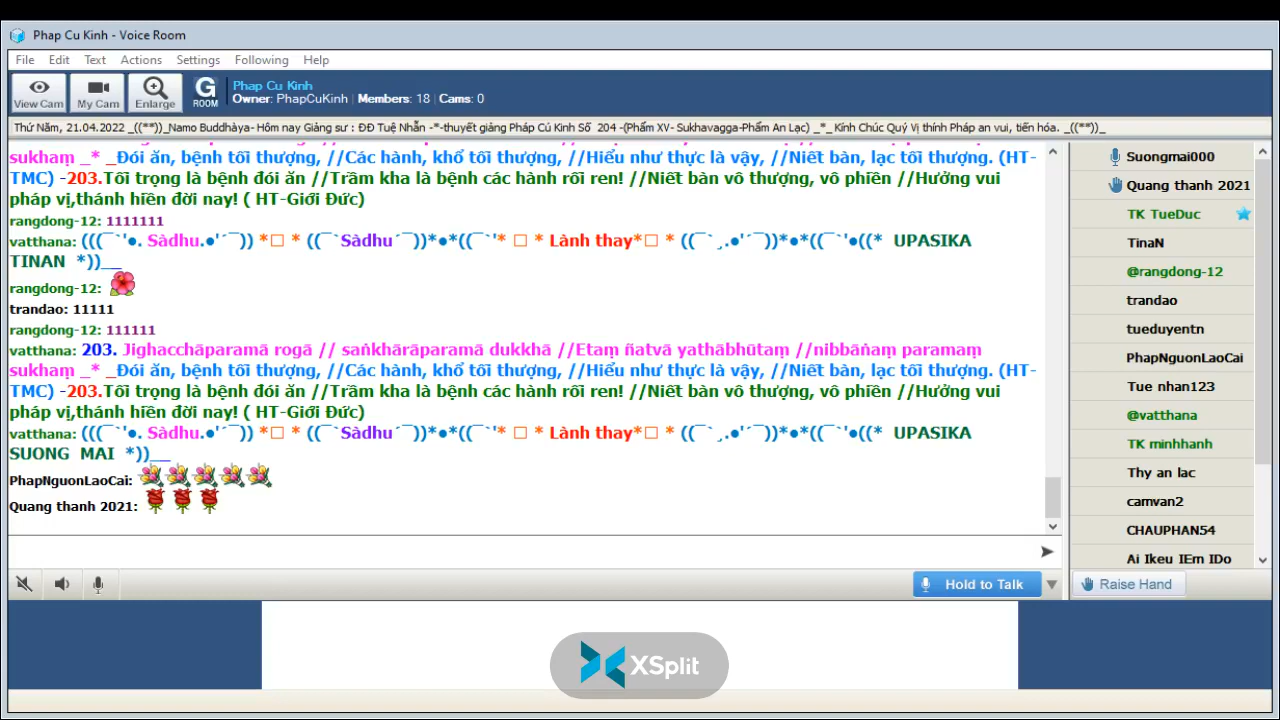 Phap Cu Kinh - Voice Room
File Edit Text Actions Settings Following Help
View Cam My Cam Enlarge G ROOM
Phap Cu Kinh
Owner: PhapCuKinh | Members: 18 | Cams: 0
Thứ Năm, 21.04.2022 _((**))_Namo Buddhàya- Hôm nay Giảng sư : ĐĐ Tuệ Nhẫn -*-thuyết giảng Pháp Cú Kinh Số 204 -(Phẩm XV- Sukhavagga-Phẩm An Lạc) _*_ Kính Chúc Quý Vị thính Pháp an vui, tiến hóa. _((**))_
sukhaṃ _* _Đói ăn, bệnh tối thượng, //Các hành, khổ tối thượng, //Hiểu như thực là vậy, //Niết bàn, lạc tối thượng. (HT-
TMC) -203.Tối trọng là bệnh đói ăn //Trầm kha là bệnh các hành rối ren! //Niết bàn vô thượng, vô phiền //Hưởng vui
pháp vị,thánh hiền đời nay! ( HT-Giới Đức)
rangdong-12: 1111111
vatthana: (((¯`'●. Sàdhu.●'´¯)) *□ * ((¯`Sàdhu´¯))*●*((¯`'* □ * Lành thay*□ * ((¯`¸.●'´¯))*●*((¯`'●((* UPASIKA
TINAN *))__
rangdong-12:
trandao: 11111
rangdong-12: 111111
vatthana: 203. Jighacchāparamā rogā // saṅkhārāparamā dukkhā //Etaṃ ñatvā yathābhūtaṃ //nibbāṇaṃ paramaṃ
sukhaṃ _* _Đói ăn, bệnh tối thượng, //Các hành, khổ tối thượng, //Hiểu như thực là vậy, //Niết bàn, lạc tối thượng. (HT-
TMC) -203.Tối trọng là bệnh đói ăn //Trầm kha là bệnh các hành rối ren! //Niết bàn vô thượng, vô phiền //Hưởng vui
pháp vị,thánh hiền đời nay! ( HT-Giới Đức)
vatthana: (((¯`'●. Sàdhu.●'´¯)) *□ * ((¯`Sàdhu´¯))*●*((¯`'* □ * Lành thay*□ * ((¯`¸.●'´¯))*●*((¯`'●((* UPASIKA
SUONG MAI *))__
PhapNguonLaoCai:
Quang thanh 2021:
Hold to Talk
Suongmai000
Quang thanh 2021
TK TueDuc
TinaN
@rangdong-12
trandao
tueduyentn
PhapNguonLaoCai
Tue nhan123
@vatthana
TK minhhanh
Thy an lac
camvan2
CHAUPHAN54
Ai Ikeu IEm IDo
Raise Hand
XSplit